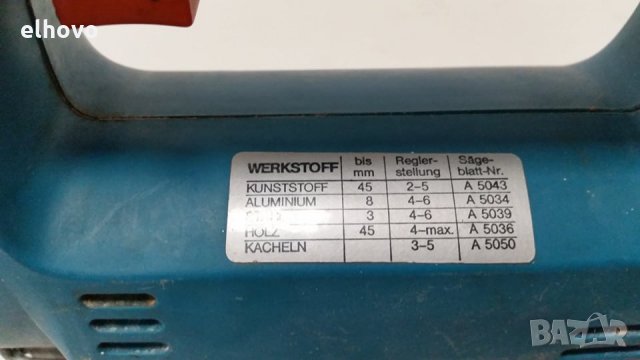 elhovo
WERKSTOFF bis mm Regler-stellung Säge-blatt-Nr.
KUNSTSTOFF 45 2-5 A 5043
ALUMINIUM 8 4-6 A 5034
3 4-6 A 5039
HOLZ 45 4-max. A 5036
KACHELN 3-5 A 5050
BAZAR